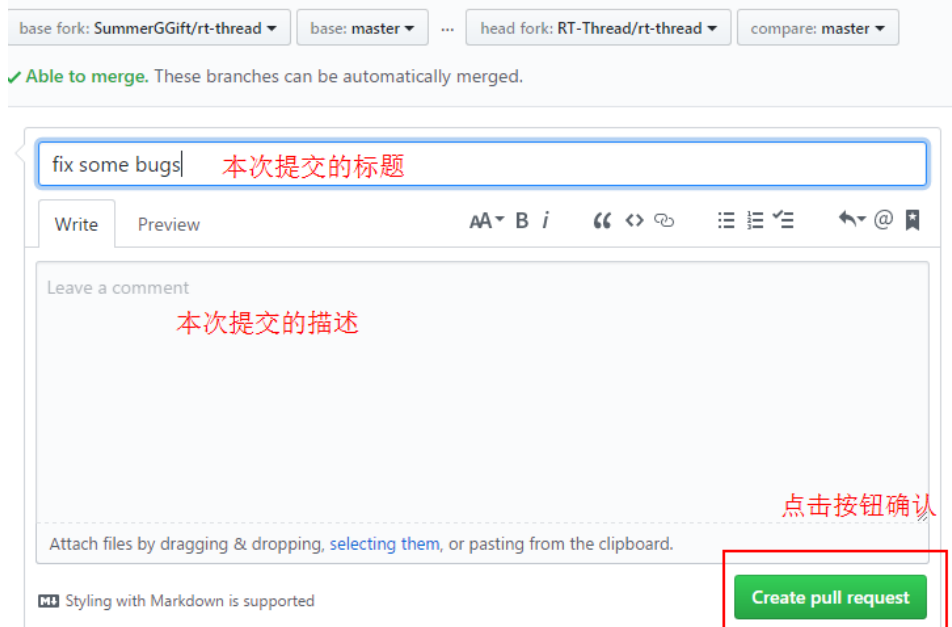 base fork: SummerGGift/rt-thread base: master ... head fork: RT-Thread/rt-thread compare: master
Able to merge. These branches can be automatically merged.
fix some bugs 本次提交的标题
Write Preview AA B i
Leave a comment
本次提交的描述
点击按钮确认
Attach files by dragging & dropping, selecting them, or pasting from the clipboard.
Styling with Markdown is supported
Create pull request